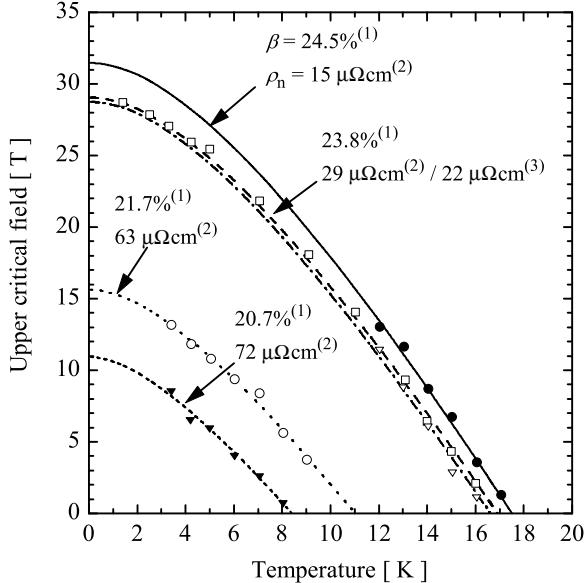 35
30
25
20
15
10
5
0
Upper critical field [ T ]
β = 24.5%(1)
ρn = 15 μΩcm(2)
23.8%(1)
29 μΩcm(2) / 22 μΩcm(3)
21.7%(1)
63 μΩcm(2)
20.7%(1)
72 μΩcm(2)
0 2 4 6 8 10 12 14 16 18 20
Temperature [ K ]